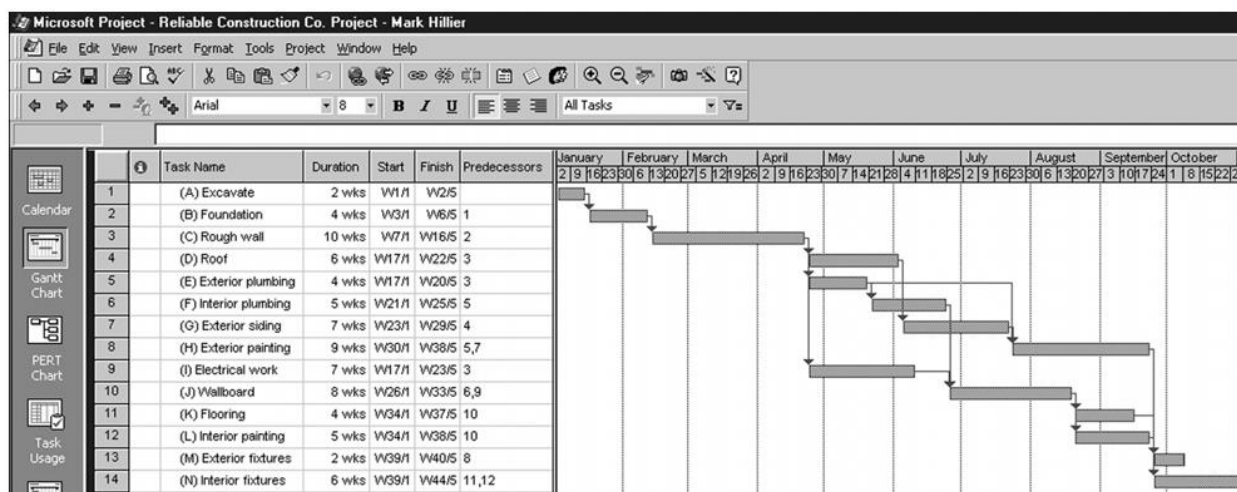 Microsoft Project - Reliable Construction Co. Project - Mark Hillier
File Edit View Insert Format Tools Project Window Help
Arial 8 B I U All Tasks
Task Name Duration Start Finish Predecessors January February March April May June July August September October
2 9 16 23 30 6 13 20 27 5 12 19 26 2 9 16 23 30 7 14 21 28 4 11 18 25 2 9 16 23 30 6 13 20 27 3 10 17 24 1 8 15 22
1 (A) Excavate 2 wks W1/1 W2/5
2 (B) Foundation 4 wks W3/1 W6/5 1
3 (C) Rough wall 10 wks W7/1 W16/5 2
4 (D) Roof 6 wks W17/1 W22/5 3
5 (E) Exterior plumbing 4 wks W17/1 W20/5 3
6 (F) Interior plumbing 5 wks W21/1 W25/5 5
7 (G) Exterior siding 7 wks W23/1 W29/5 4
8 (H) Exterior painting 9 wks W30/1 W38/5 5,7
9 (I) Electrical work 7 wks W17/1 W23/5 3
10 (J) Wallboard 8 wks W26/1 W33/5 6,9
11 (K) Flooring 4 wks W34/1 W37/5 10
12 (L) Interior painting 5 wks W34/1 W38/5 10
13 (M) Exterior fixtures 2 wks W39/1 W40/5 8
14 (N) Interior fixtures 6 wks W39/1 W44/5 11,12
Calendar
Gantt
Chart
PERT
Chart
Task
Usage